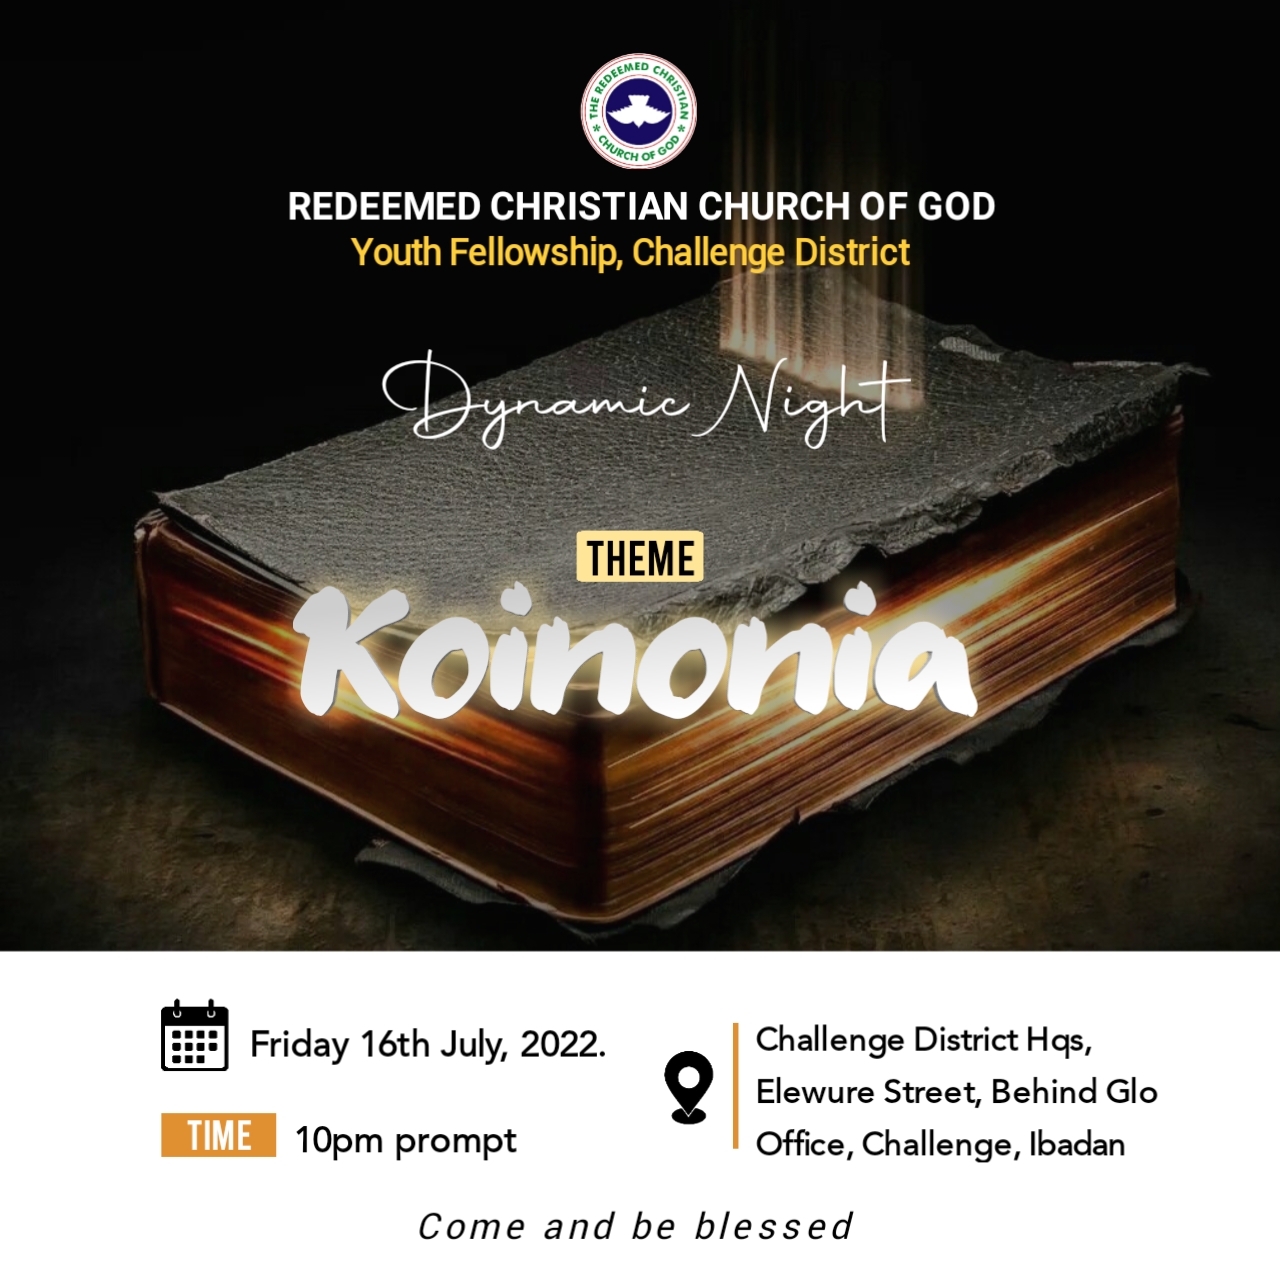 THE REDEEMED CHRISTIAN
CHURCH OF GOD
REDEEMED CHRISTIAN CHURCH OF GOD
Youth Fellowship, Challenge District
Dynamic Night
THEME
Koinonia
Friday 16th July, 2022.
TIME 10pm prompt
Challenge District Hqs,
Elewure Street, Behind Glo
Office, Challenge, Ibadan
Come and be blessed